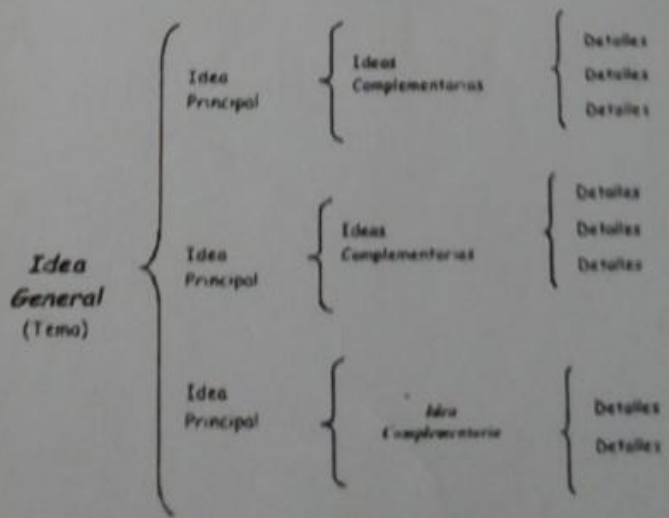 Idea
General
(Tema)
Idea
Principal
Ideas
Complementarias
Detalles
Detalles
Detalles
Idea
Principal
Ideas
Complementarias
Detalles
Detalles
Detalles
Idea
Principal
Idea
Complementaria
Detalles
Detalles